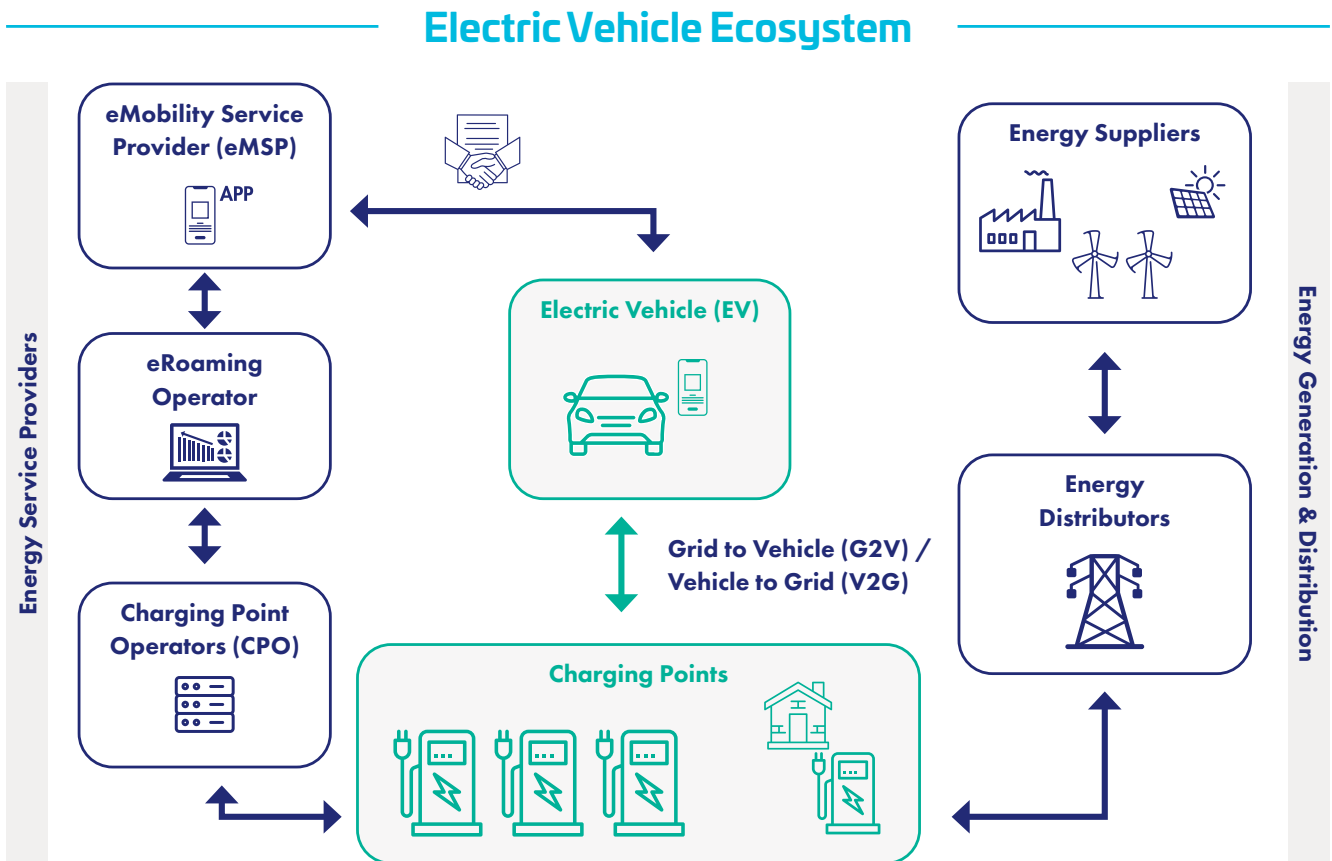 Electric Vehicle Ecosystem
Energy Service Providers
eMobility Service
Provider (eMSP)
APP
eRoaming
Operator
Charging Point
Operators (CPO)
Electric Vehicle (EV)
Grid to Vehicle (G2V) /
Vehicle to Grid (V2G)
Charging Points
Energy Suppliers
Energy
Distributors
Energy Generation & Distribution